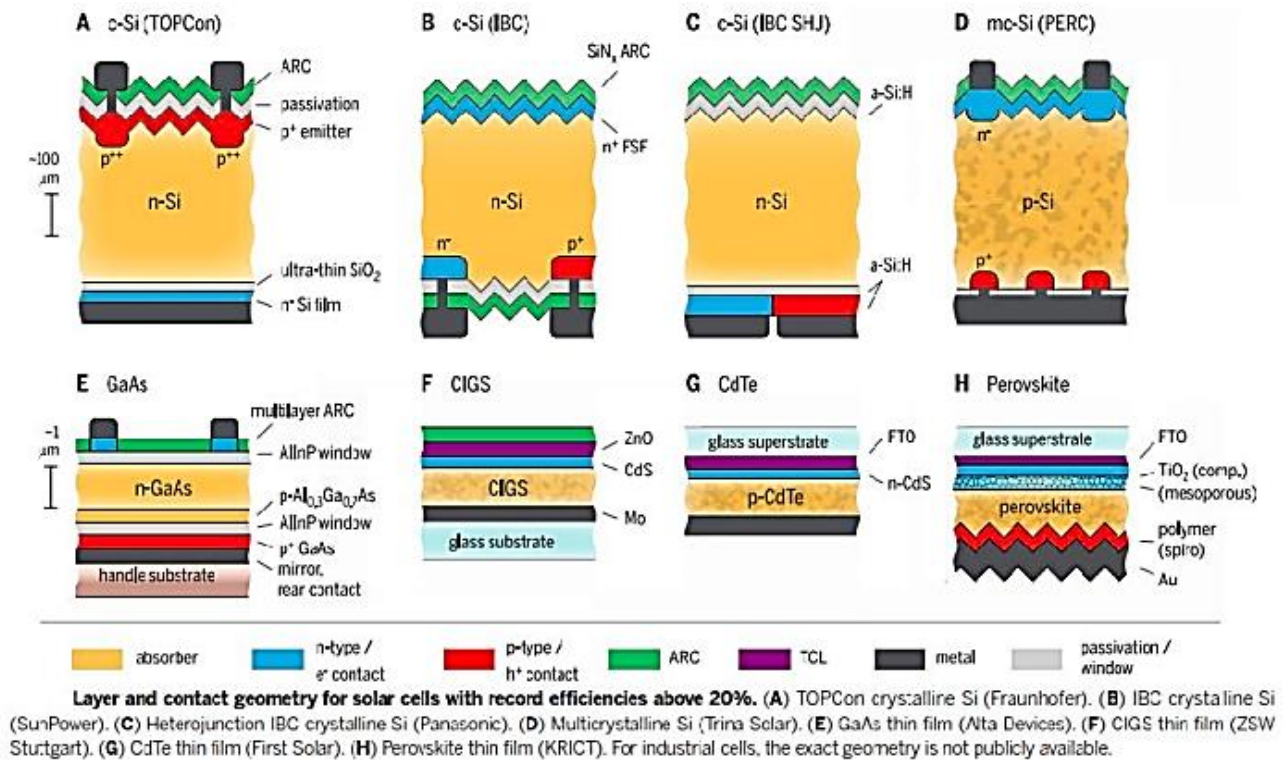 A c-Si (TOPCon)
ARC
passivation
p+ emitter
p++ p++
~100
µm
n-Si
ultra-thin SiO2
n+ Si film
B c-Si (IBC)
SiNx ARC
n+ FSF
n-Si
n+ p+
C c-Si (IBC SHJ)
a-Si:H
n-Si
a-Si:H
D mc-Si (PERC)
n+
p-Si
p+
E GaAs
multilayer ARC
~1
µm
AlInP window
n-GaAs
p-Al0.3Ga0.7As
AlInP window
p+ GaAs
mirror,
rear contact
handle substrate
F CIGS
ZnO
CdS
CIGS
Mo
glass substrate
G CdTe
glass superstrate
FTO
n-CdS
p-CdTe
H Perovskite
glass superstrate
FTO
TiO2 (comp.)
(mesoporous)
perovskite
polymer
(spiro)
Au
absorber
n-type /
e- contact
p-type /
h+ contact
ARC
TCL
metal
passivation /
window
Layer and contact geometry for solar cells with record efficiencies above 20%. (A) TOPCon crystalline Si (Fraunhofer). (B) IBC crystalline Si
(SunPower). (C) Heterojunction IBC crystalline Si (Panasonic). (D) Multicrystalline Si (Trina Solar). (E) GaAs thin film (Alta Devices). (F) CIGS thin film (ZSW
Stuttgart). (G) CdTe thin film (First Solar). (H) Perovskite thin film (KRICT). For industrial cells, the exact geometry is not publicly available.